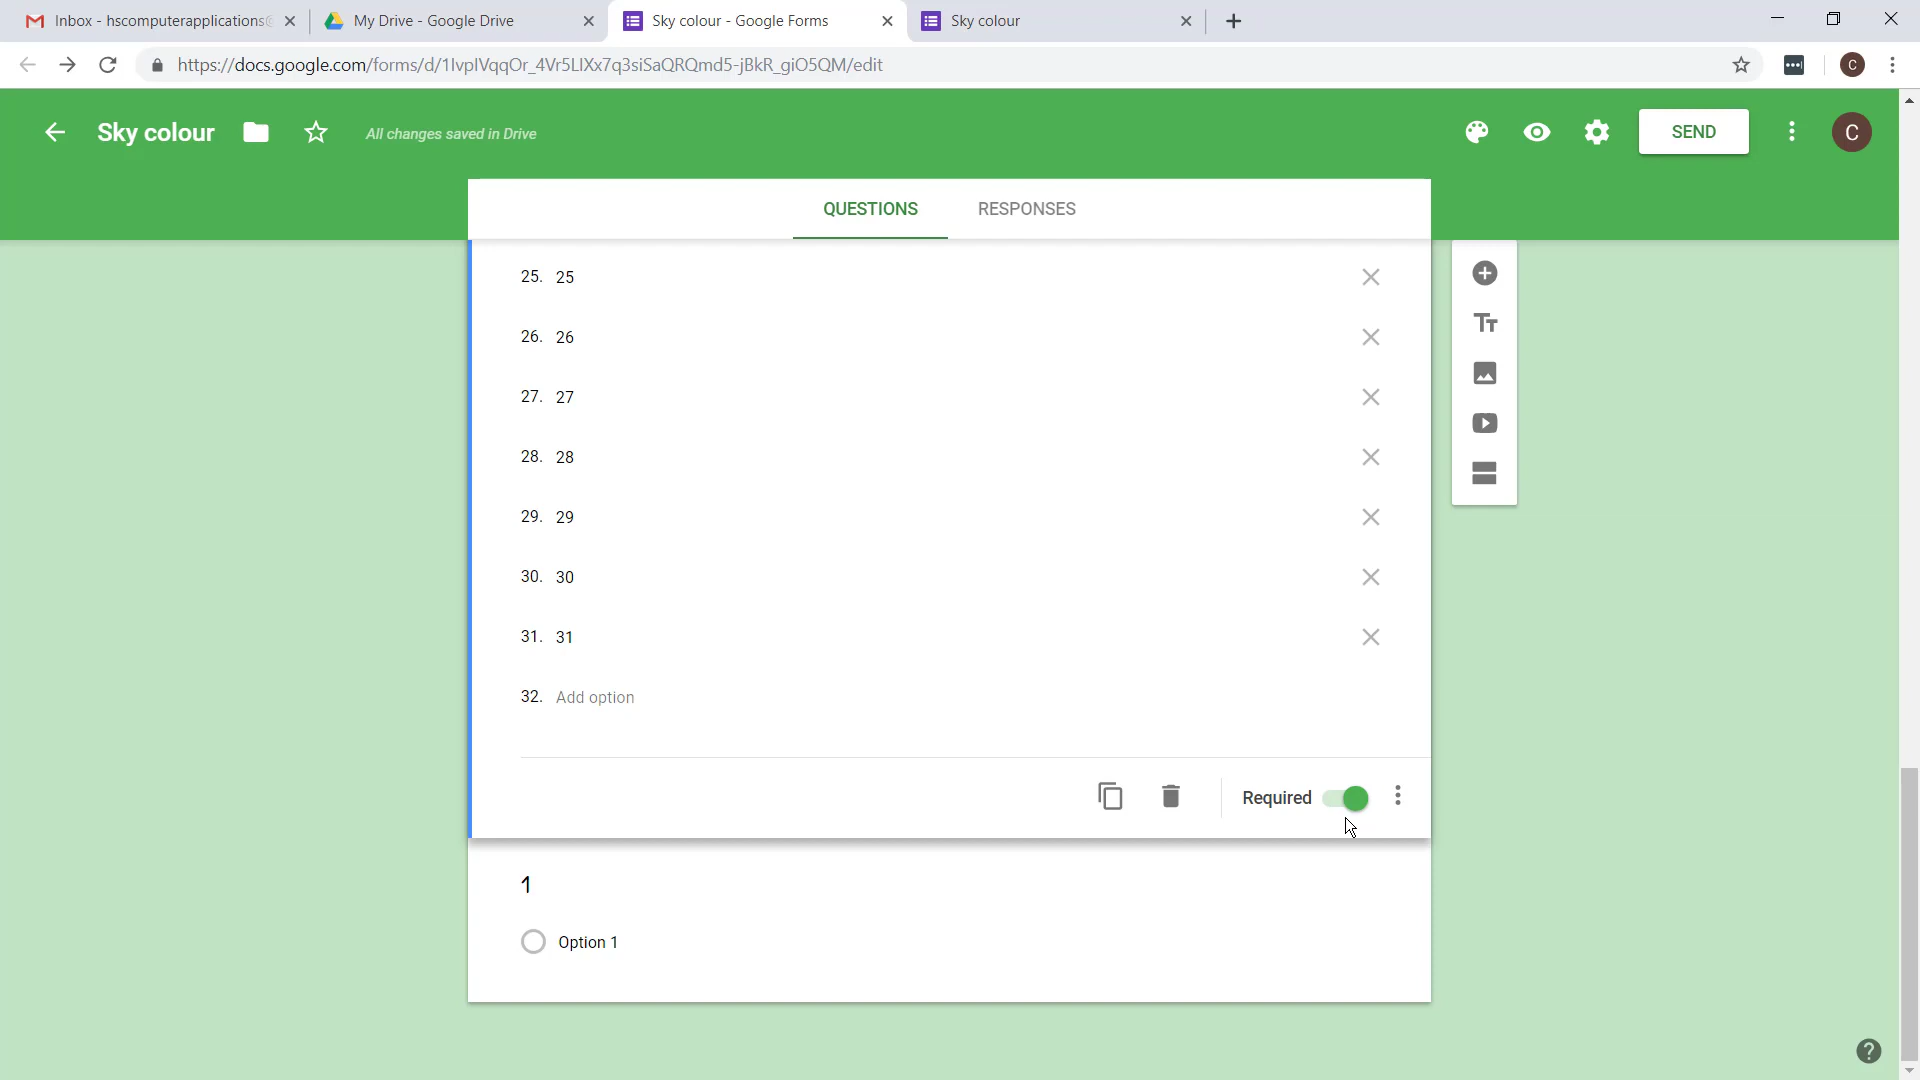 Inbox - hscomputerapplications@
My Drive - Google Drive
Sky colour - Google Forms
Sky colour
https://docs.google.com/forms/d/1IvpIVqqOr_4Vr5LIXx7q3siSaQRQmd5-jBkR_giO5QM/edit
C
Sky colour
All changes saved in Drive
SEND
C
QUESTIONS
RESPONSES
25. 25
26. 26
27. 27
28. 28
29. 29
30. 30
31. 31
32. Add option
Required
1
Option 1